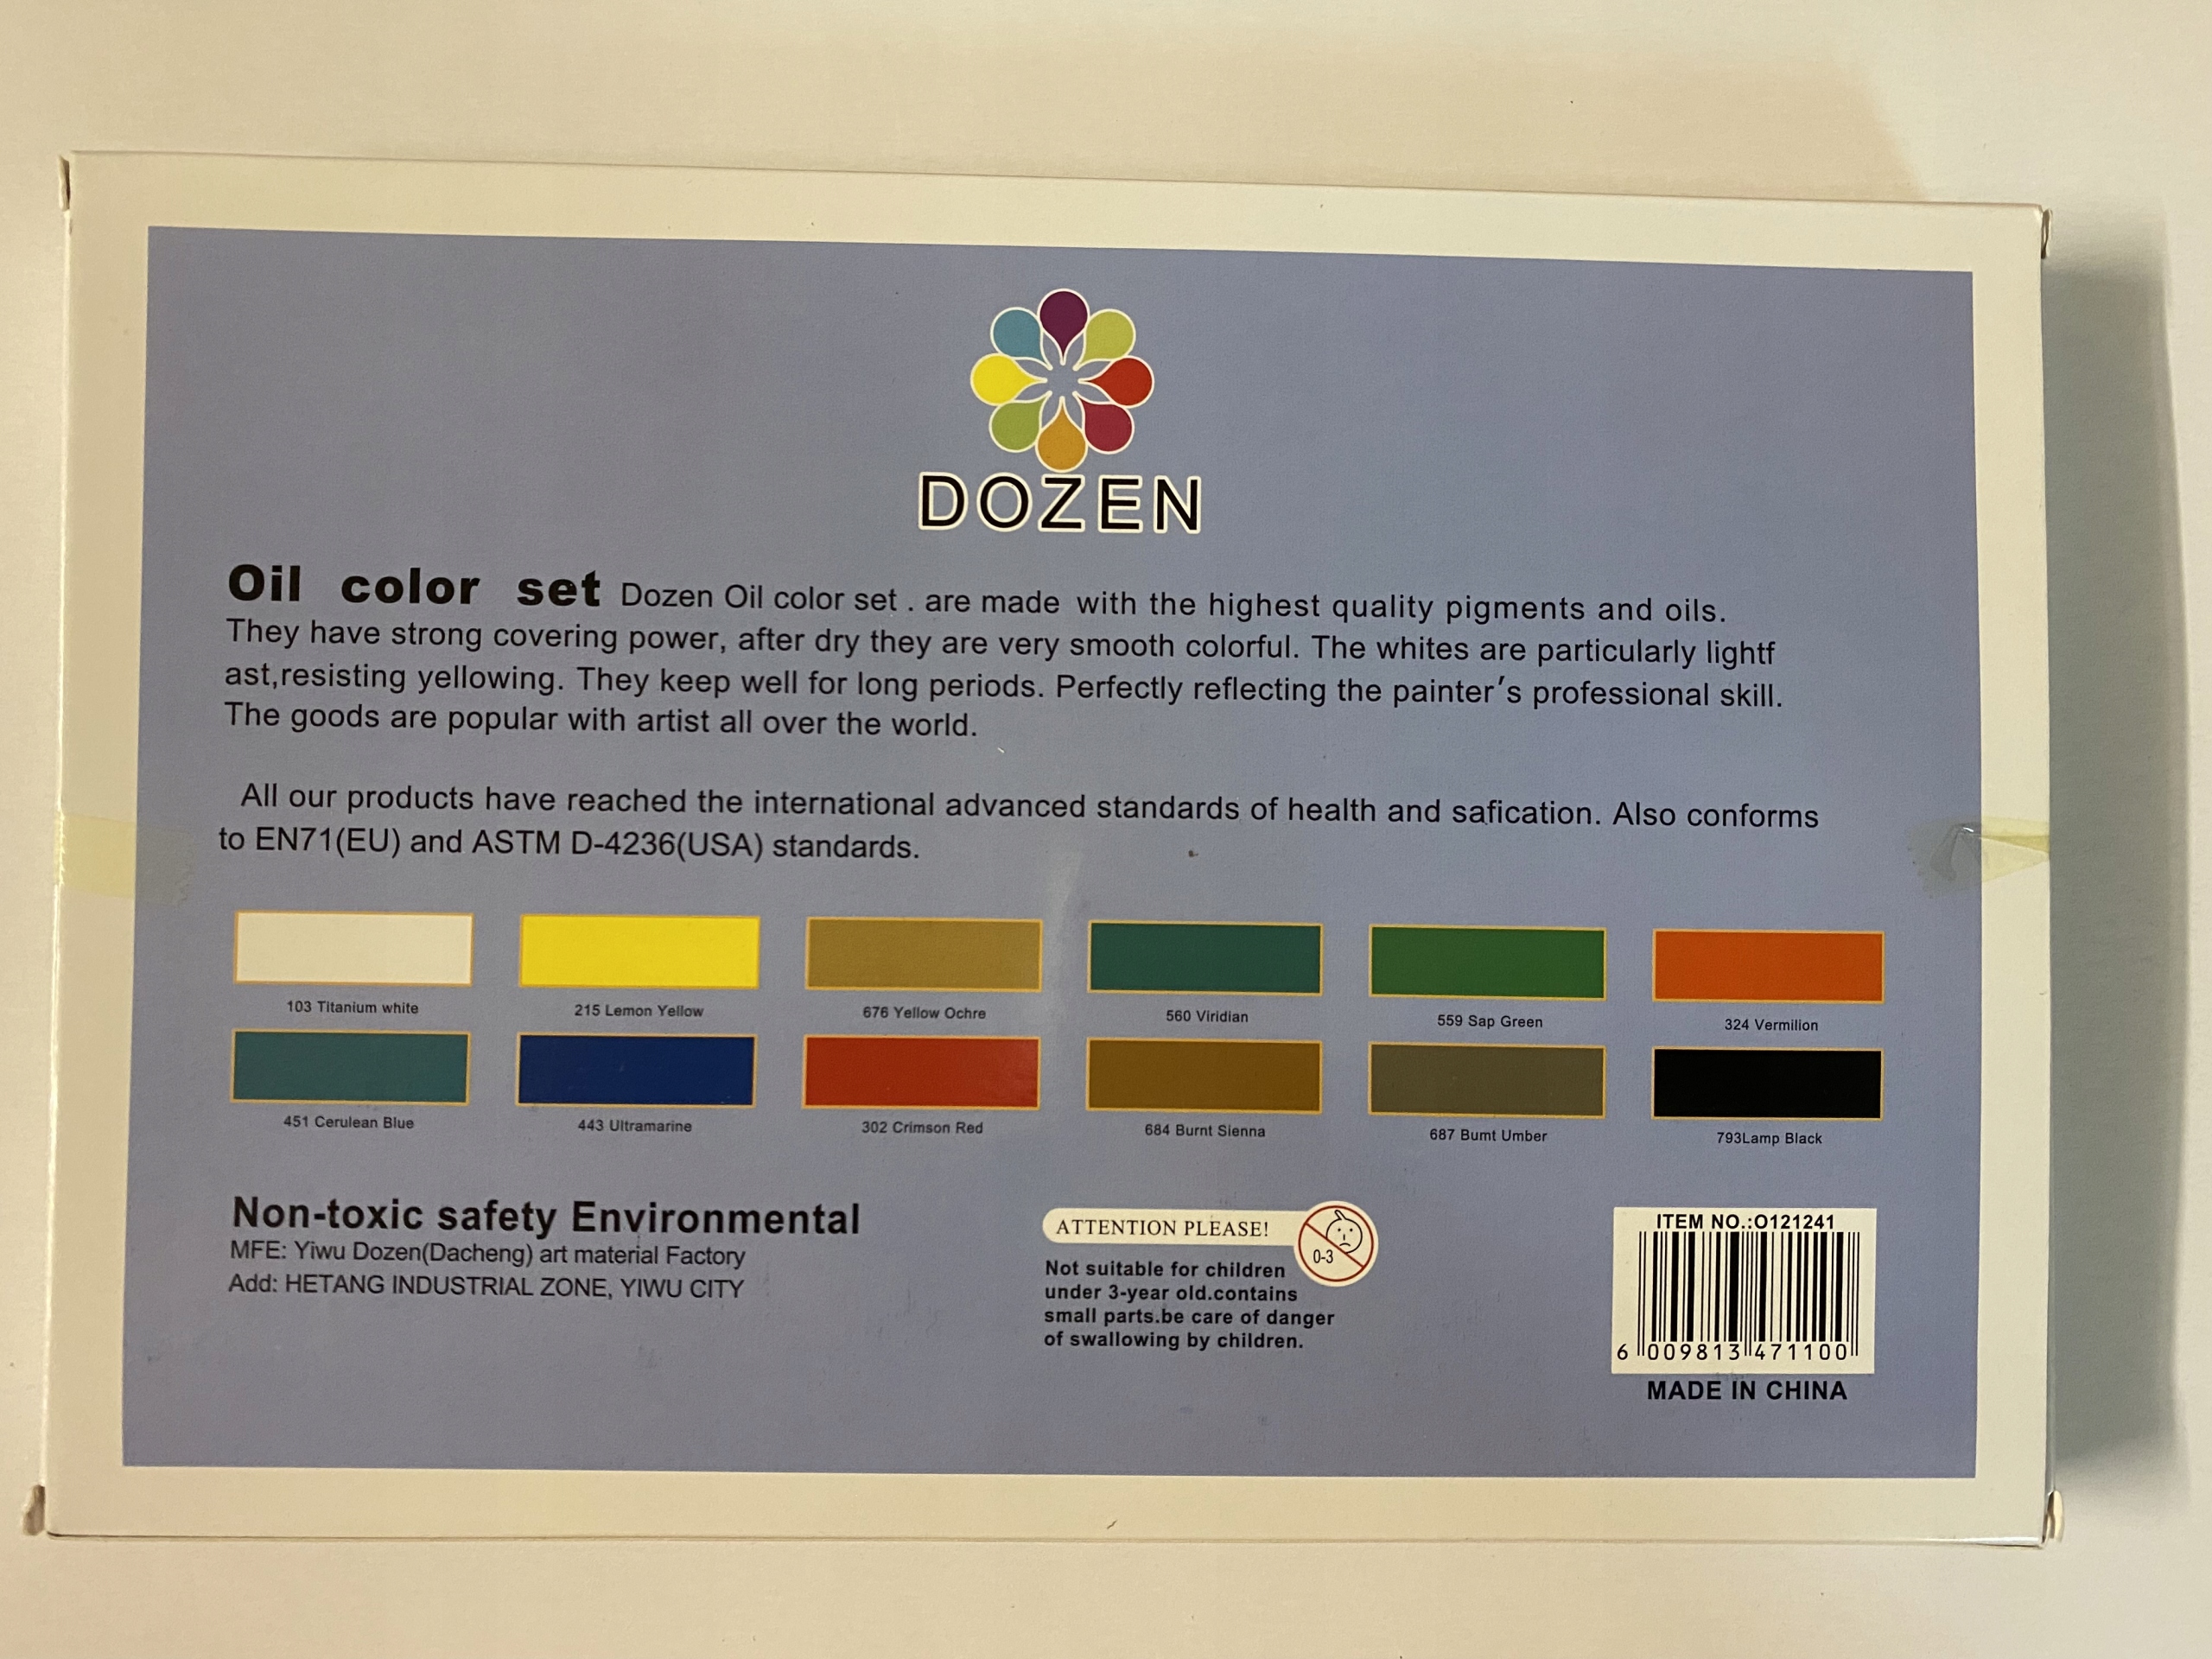 DOZEN
Oil color set Dozen Oil color set . are made with the highest quality pigments and oils.
They have strong covering power, after dry they are very smooth colorful. The whites are particularly lightf
ast,resisting yellowing. They keep well for long periods. Perfectly reflecting the painter's professional skill.
The goods are popular with artist all over the world.
All our products have reached the international advanced standards of health and safication. Also conforms
to EN71(EU) and ASTM D-4236(USA) standards.
103 Titanium white
215 Lemon Yellow
676 Yellow Ochre
560 Viridian
559 Sap Green
324 Vermilion
451 Cerulean Blue
443 Ultramarine
302 Crimson Red
684 Burnt Sienna
687 Bumt Umber
793Lamp Black
Non-toxic safety Environmental
MFE: Yiwu Dozen(Dacheng) art material Factory
Add: HETANG INDUSTRIAL ZONE, YIWU CITY
ATTENTION PLEASE!
0-3
Not suitable for children
under 3-year old.contains
small parts.be care of danger
of swallowing by children.
ITEM NO.:O121241
6 009813 471100
MADE IN CHINA